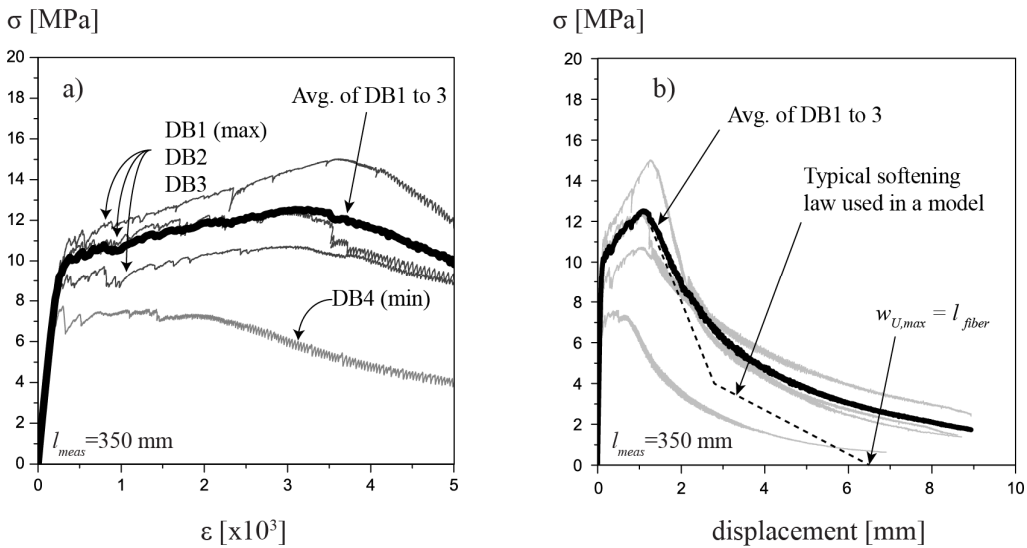 σ [MPa]
20
18
16
14
12
10
8
6
4
2
0
a)
Avg. of DB1 to 3
DB1 (max)
DB2
DB3
DB4 (min)
l_meas=350 mm
0 1 2 3 4 5
ε [x10³]
σ [MPa]
20
18
16
14
12
10
8
6
4
2
0
b)
Avg. of DB1 to 3
Typical softening
law used in a model
w_U,max = l_fiber
l_meas=350 mm
0 2 4 6 8 10
displacement [mm]